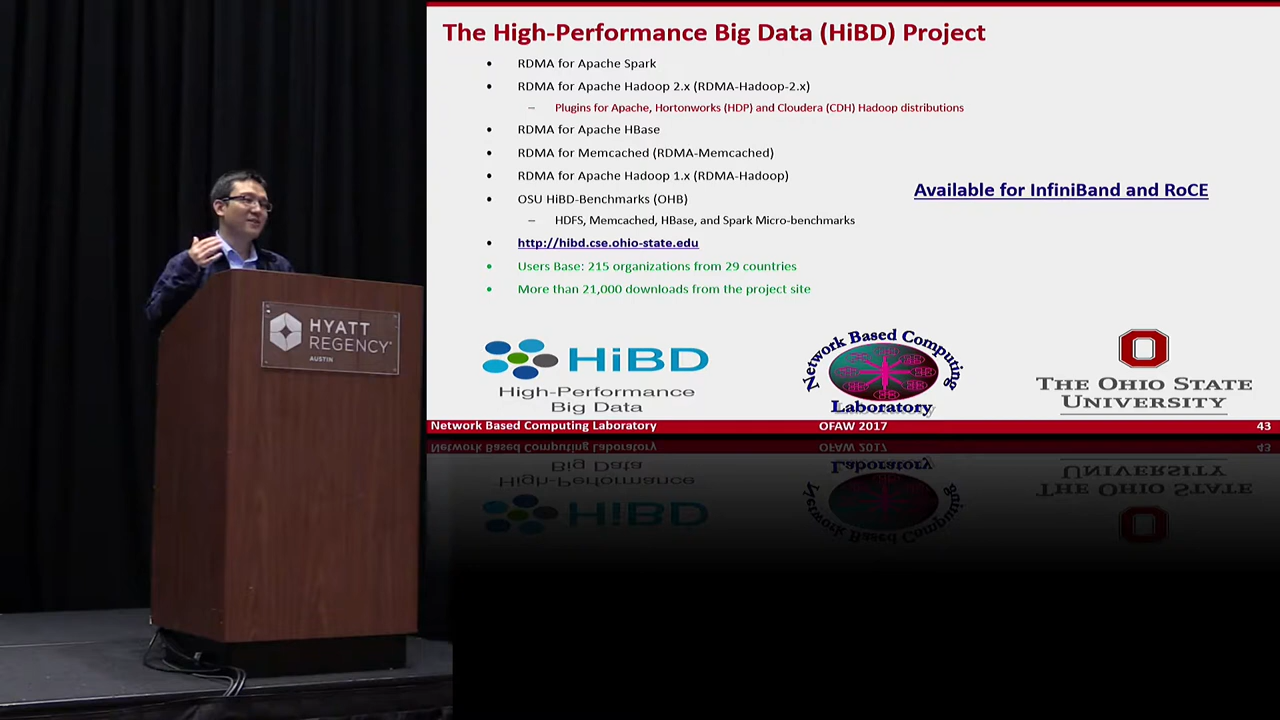 The High-Performance Big Data (HiBD) Project
• RDMA for Apache Spark
• RDMA for Apache Hadoop 2.x (RDMA-Hadoop-2.x)
– Plugins for Apache, Hortonworks (HDP) and Cloudera (CDH) Hadoop distributions
• RDMA for Apache HBase
• RDMA for Memcached (RDMA-Memcached)
• RDMA for Apache Hadoop 1.x (RDMA-Hadoop)
• OSU HiBD-Benchmarks (OHB)
– HDFS, Memcached, HBase, and Spark Micro-benchmarks
• http://hibd.cse.ohio-state.edu
• Users Base: 215 organizations from 29 countries
• More than 21,000 downloads from the project site
Available for InfiniBand and RoCE
HiBD
High-Performance
Big Data
Network Based Computing
Laboratory
THE OHIO STATE
UNIVERSITY
Network Based Computing Laboratory
OFAW 2017
43
HYATT
REGENCY
AUSTIN